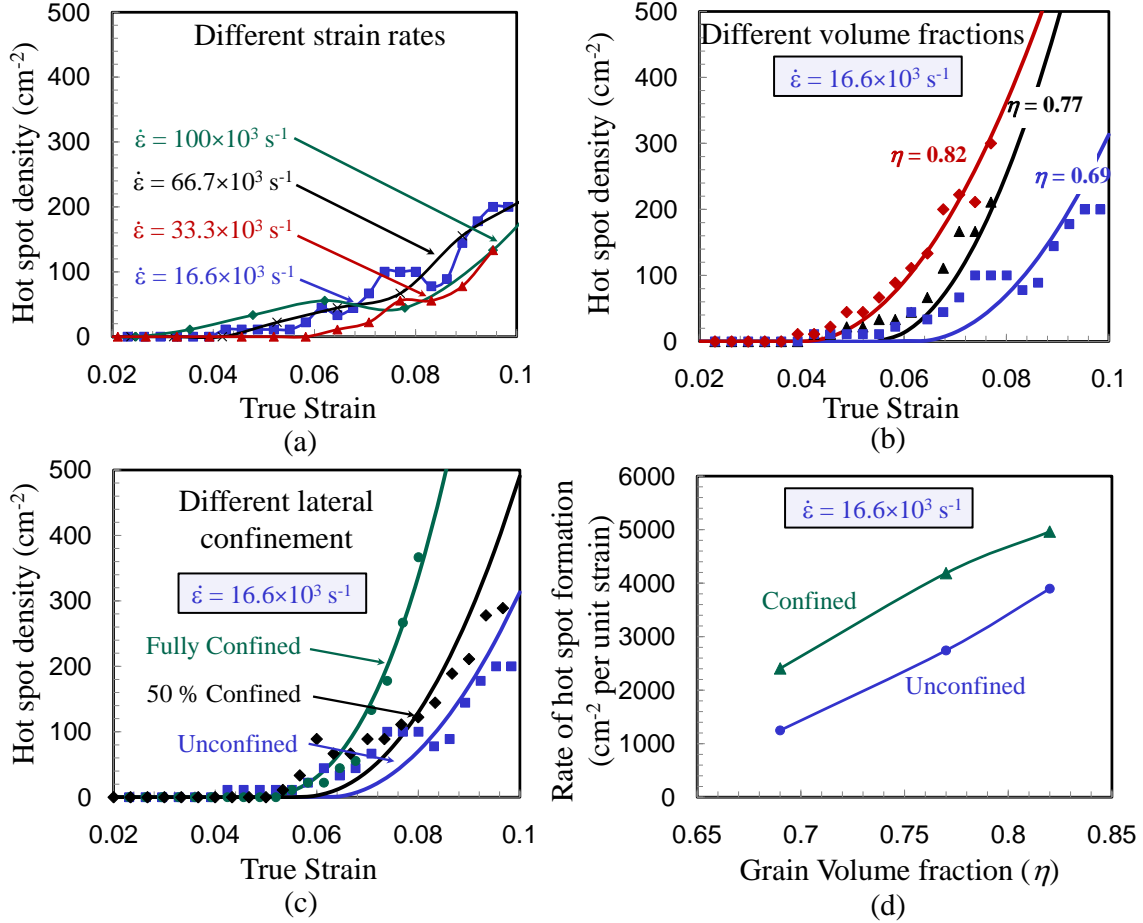 Different strain rates
Hot spot density (cm⁻²)
500
400
300
200
100
0
ε̇ = 100×10³ s⁻¹
ε̇ = 66.7×10³ s⁻¹
ε̇ = 33.3×10³ s⁻¹
ε̇ = 16.6×10³ s⁻¹
0.02 0.04 0.06 0.08 0.1
True Strain
(a)
Different volume fractions
ε̇ = 16.6×10³ s⁻¹
Hot spot density (cm⁻²)
500
400
300
200
100
0
η = 0.77
η = 0.82
η = 0.69
0.02 0.04 0.06 0.08 0.1
True Strain
(b)
Different lateral
confinement
ε̇ = 16.6×10³ s⁻¹
Hot spot density (cm⁻²)
500
400
300
200
100
0
Fully Confined
50 % Confined
Unconfined
0.02 0.04 0.06 0.08 0.1
True Strain
(c)
ε̇ = 16.6×10³ s⁻¹
Rate of hot spot formation
(cm⁻² per unit strain)
6000
5000
4000
3000
2000
1000
0
Confined
Unconfined
0.65 0.7 0.75 0.8 0.85
Grain Volume fraction (η)
(d)